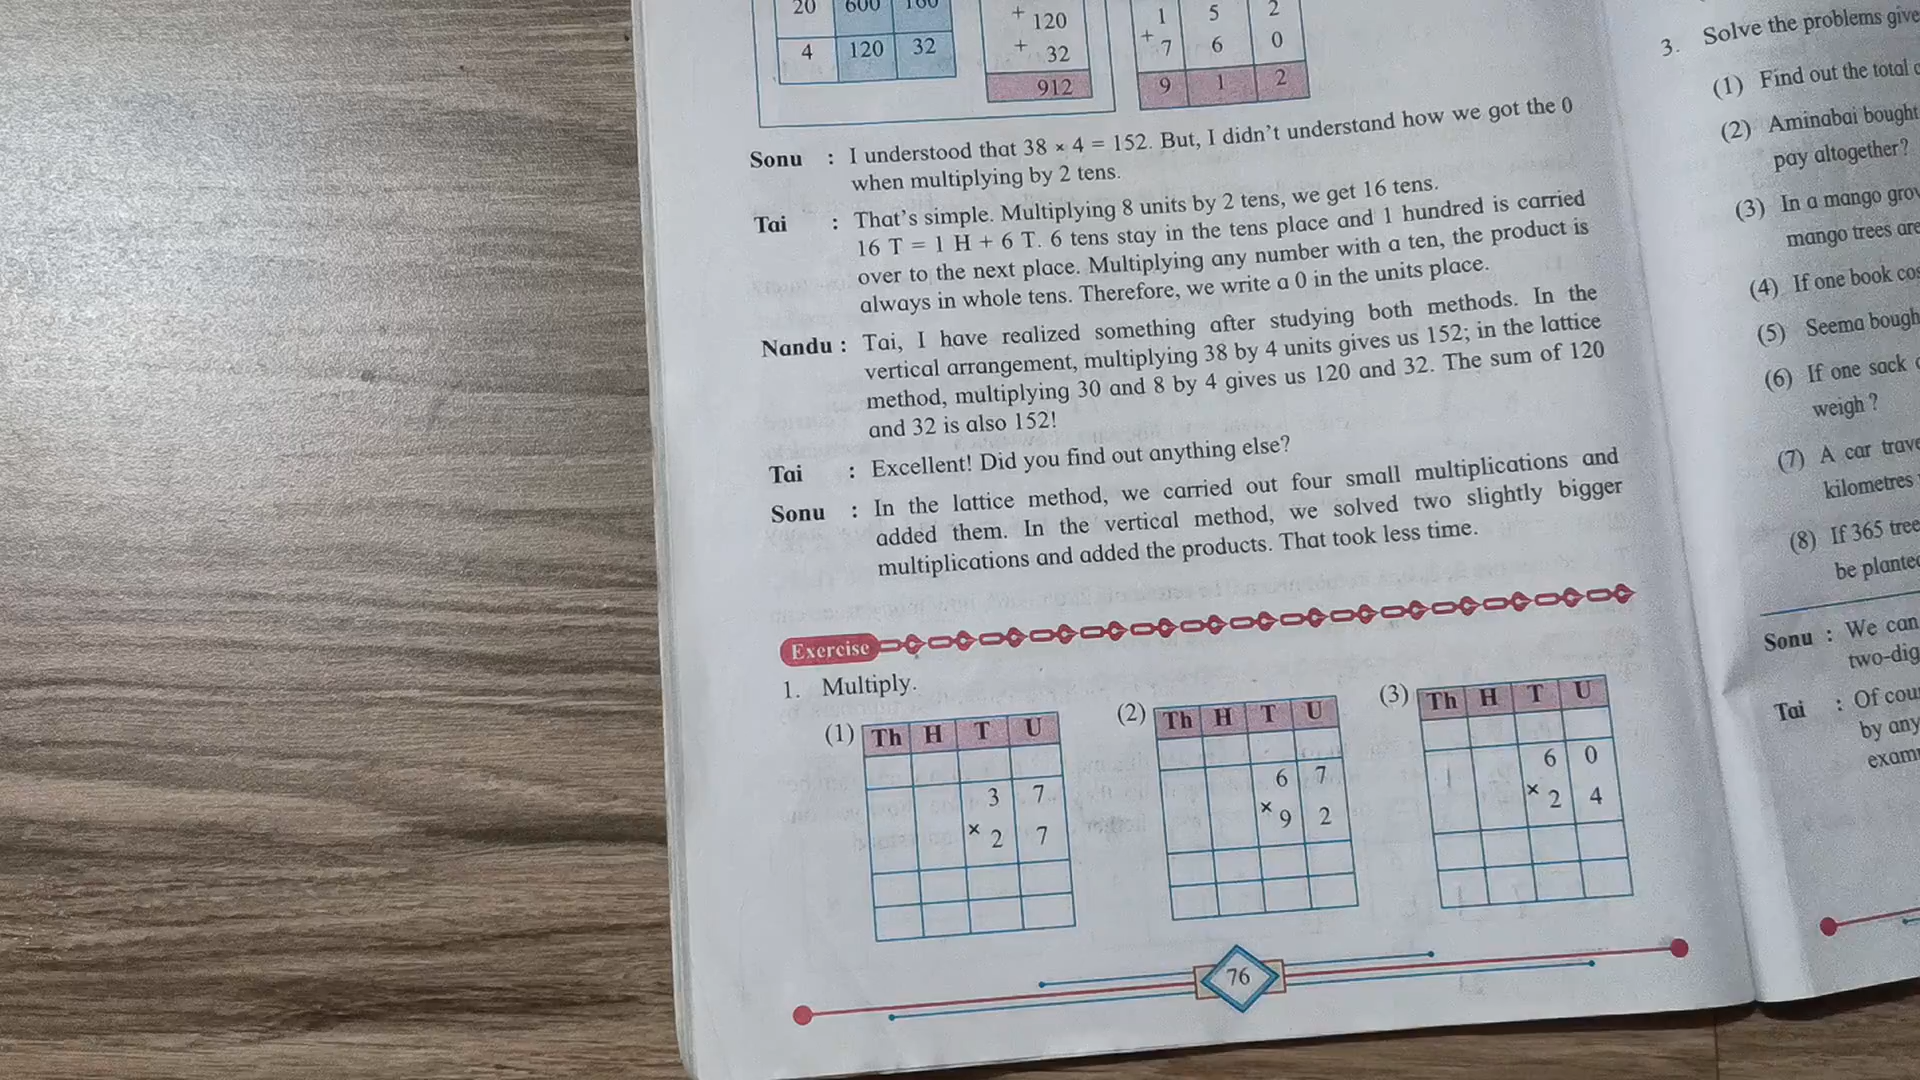 20 600 160
4 120 32
+ 120
+ 32
912
1 5 2
+ 7 6 0
9 1 2
Sonu : I understood that 38 × 4 = 152. But, I didn't understand how we got the 0
when multiplying by 2 tens.
Tai : That's simple. Multiplying 8 units by 2 tens, we get 16 tens.
16 T = 1 H + 6 T. 6 tens stay in the tens place and 1 hundred is carried
over to the next place. Multiplying any number with a ten, the product is
always in whole tens. Therefore, we write a 0 in the units place.
Nandu : Tai, I have realized something after studying both methods. In the
vertical arrangement, multiplying 38 by 4 units gives us 152; in the lattice
method, multiplying 30 and 8 by 4 gives us 120 and 32. The sum of 120
and 32 is also 152!
Tai : Excellent! Did you find out anything else?
Sonu : In the lattice method, we carried out four small multiplications and
added them. In the vertical method, we solved two slightly bigger
multiplications and added the products. That took less time.
Exercise
1. Multiply.
(1) Th H T U
3 7
× 2 7
(2) Th H T U
6 7
× 9 2
(3) Th H T U
6 0
× 2 4
76
3. Solve the problems
(1) Find out the total
(2) Aminabai bought
pay altogether?
(3) In a mango
mango trees are
(4) If one book
(5) Seema
(6) If one sack
weigh ?
(7) A car
kilometres
(8) If 365
be
Sonu : We can
Tai : Of
by any